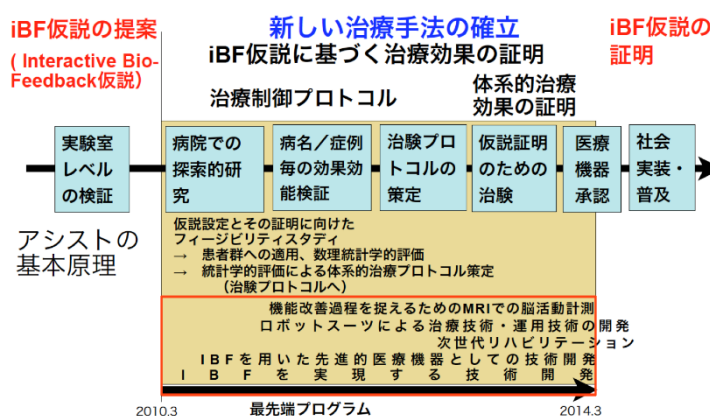 iBF仮説の提案
( Interactive Bio-
Feedback仮説）
新しい治療手法の確立
iBF仮説に基づく治療効果の証明
iBF仮説の
証明
治療制御プロトコル
体系的治療
効果の証明
実験室
レベル
の検証
病院での
探索的研
究
病名／症例
毎の効果効
能検証
治験プロ
トコルの
策定
仮説証明
のための
治験
医療
機器
承認
社会
実装・
普及
アシストの
基本原理
仮説設定とその証明に向けた
フィージビリティスタディ
→ 患者群への適用、数理統計学的評価
→ 統計学的評価による体系的治療プロトコル策定
（治験プロトコルへ）
機能改善過程を捉えるためのMRIでの脳活動計測
ロボットスーツによる治療技術・運用技術の開発
次世代リハビリテーション
IBFを用いた先進的医療機器としての技術開発
IBFを実現する技術開発
2010.3
最先端プログラム
2014.3